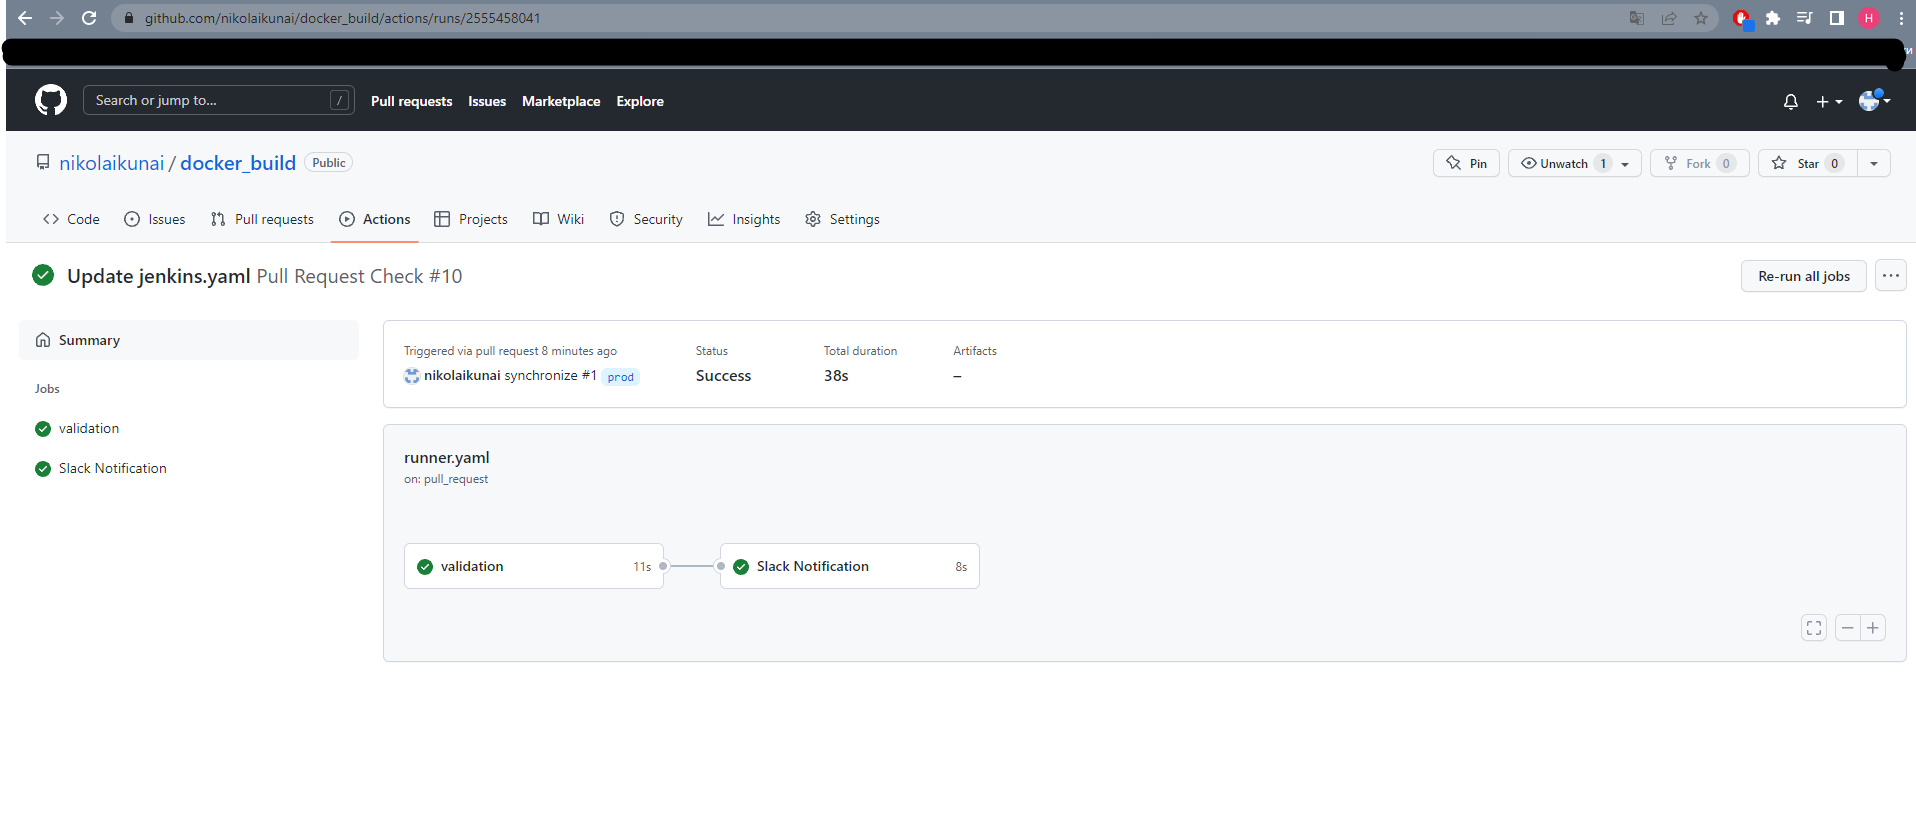 github.com/nikolaikunai/docker_build/actions/runs/2555458041
H
и
Search or jump to... /
Pull requests Issues Marketplace Explore
nikolaikunai / docker_build Public
Pin Unwatch 1 Fork 0 Star 0
Code Issues Pull requests Actions Projects Wiki Security Insights Settings
Update jenkins.yaml Pull Request Check #10
Re-run all jobs ...
Summary
Jobs
validation
Slack Notification
Triggered via pull request 8 minutes ago
nikolaikunai synchronize #1 prod
Status
Success
Total duration
38s
Artifacts
–
runner.yaml
on: pull_request
validation 11s
Slack Notification 8s